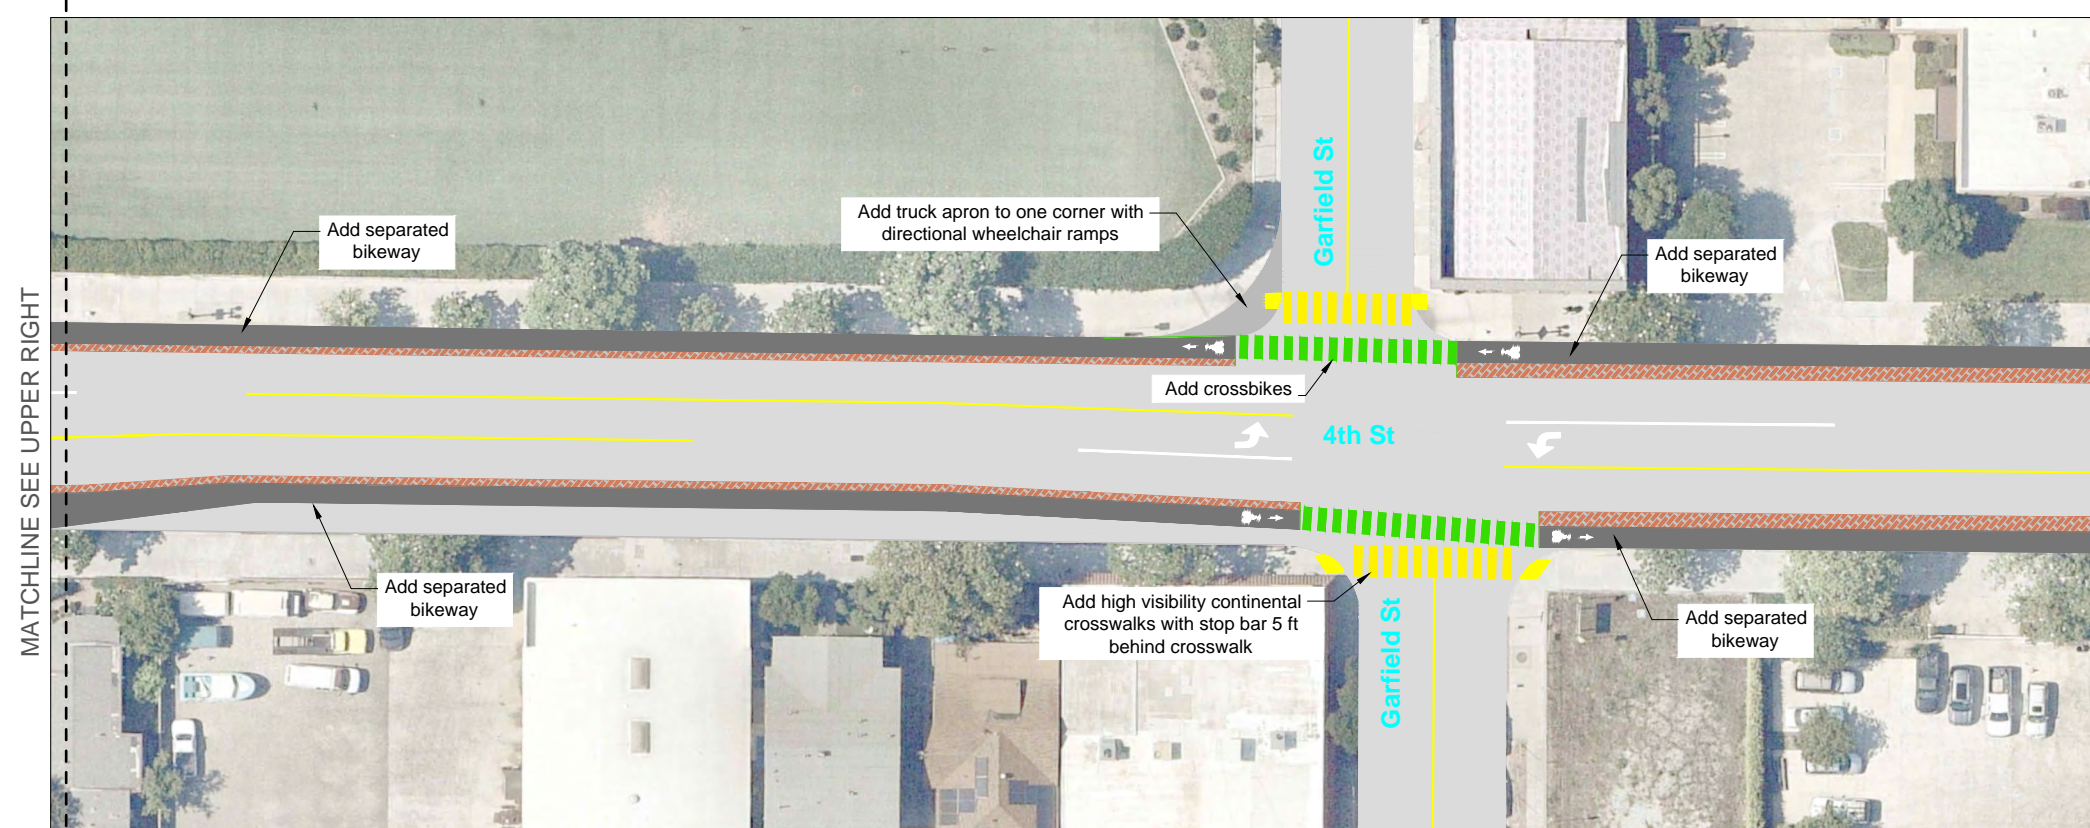 MATCHLINE SEE UPPER RIGHT
Add separated
bikeway
Add truck apron to one corner with
directional wheelchair ramps
Garfield St
Add separated
bikeway
Add crossbikes
4th St
Add separated
bikeway
Add high visibility continental
crosswalks with stop bar 5 ft
behind crosswalk
Garfield St
Add separated
bikeway